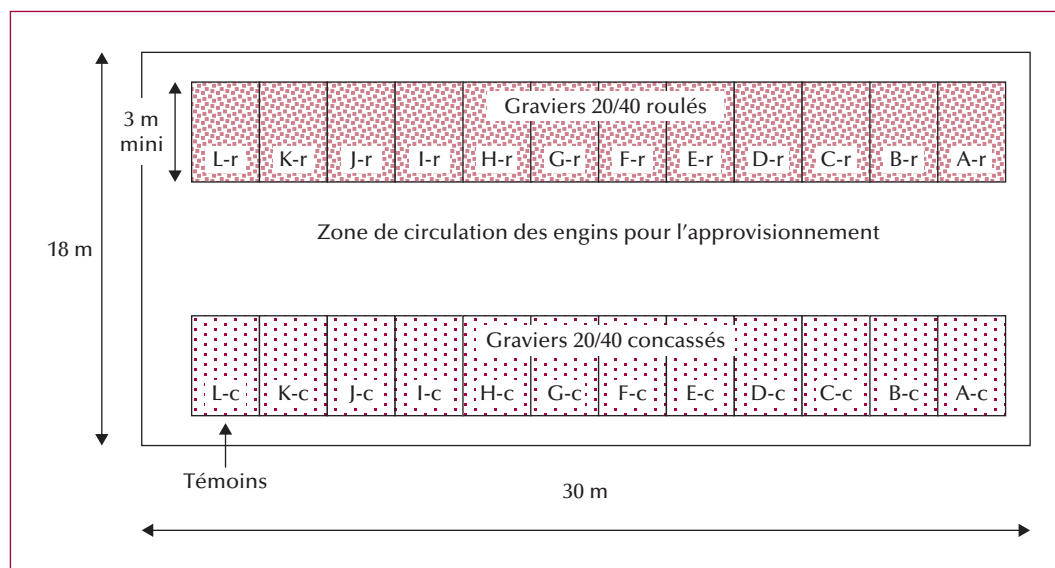 Graviers 20/40 roulés
3 m
mini
L-r K-r J-r I-r H-r G-r F-r E-r D-r C-r B-r A-r
18 m
Zone de circulation des engins pour l'approvisionnement
Graviers 20/40 concassés
L-c K-c J-c I-c H-c G-c F-c E-c D-c C-c B-c A-c
Témoins
30 m